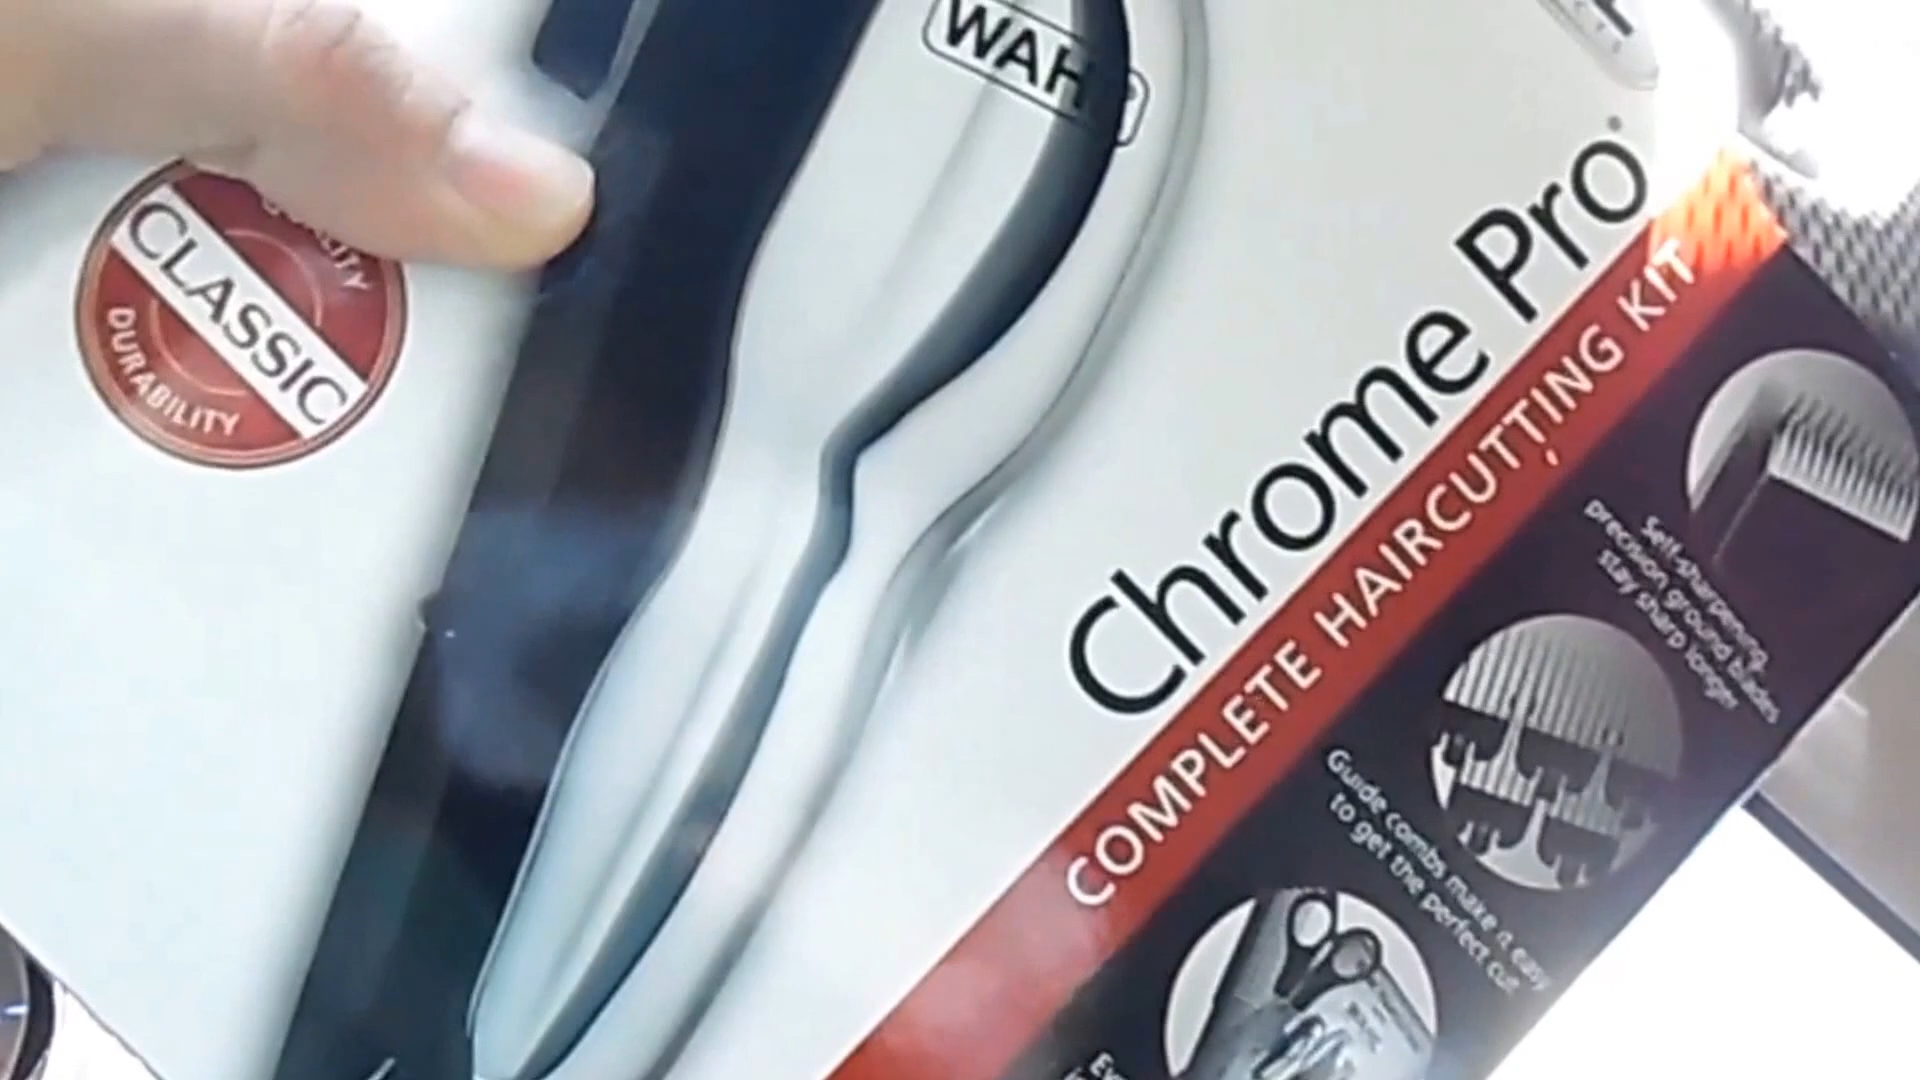 WAH
QUALITY
CLASSIC
DURABILITY
Chrome Pro
COMPLETE HAIRCUTTING KIT
Self-sharpening,
precision ground blades
stay sharp longer
Guide combs make it easy
to get the perfect cut